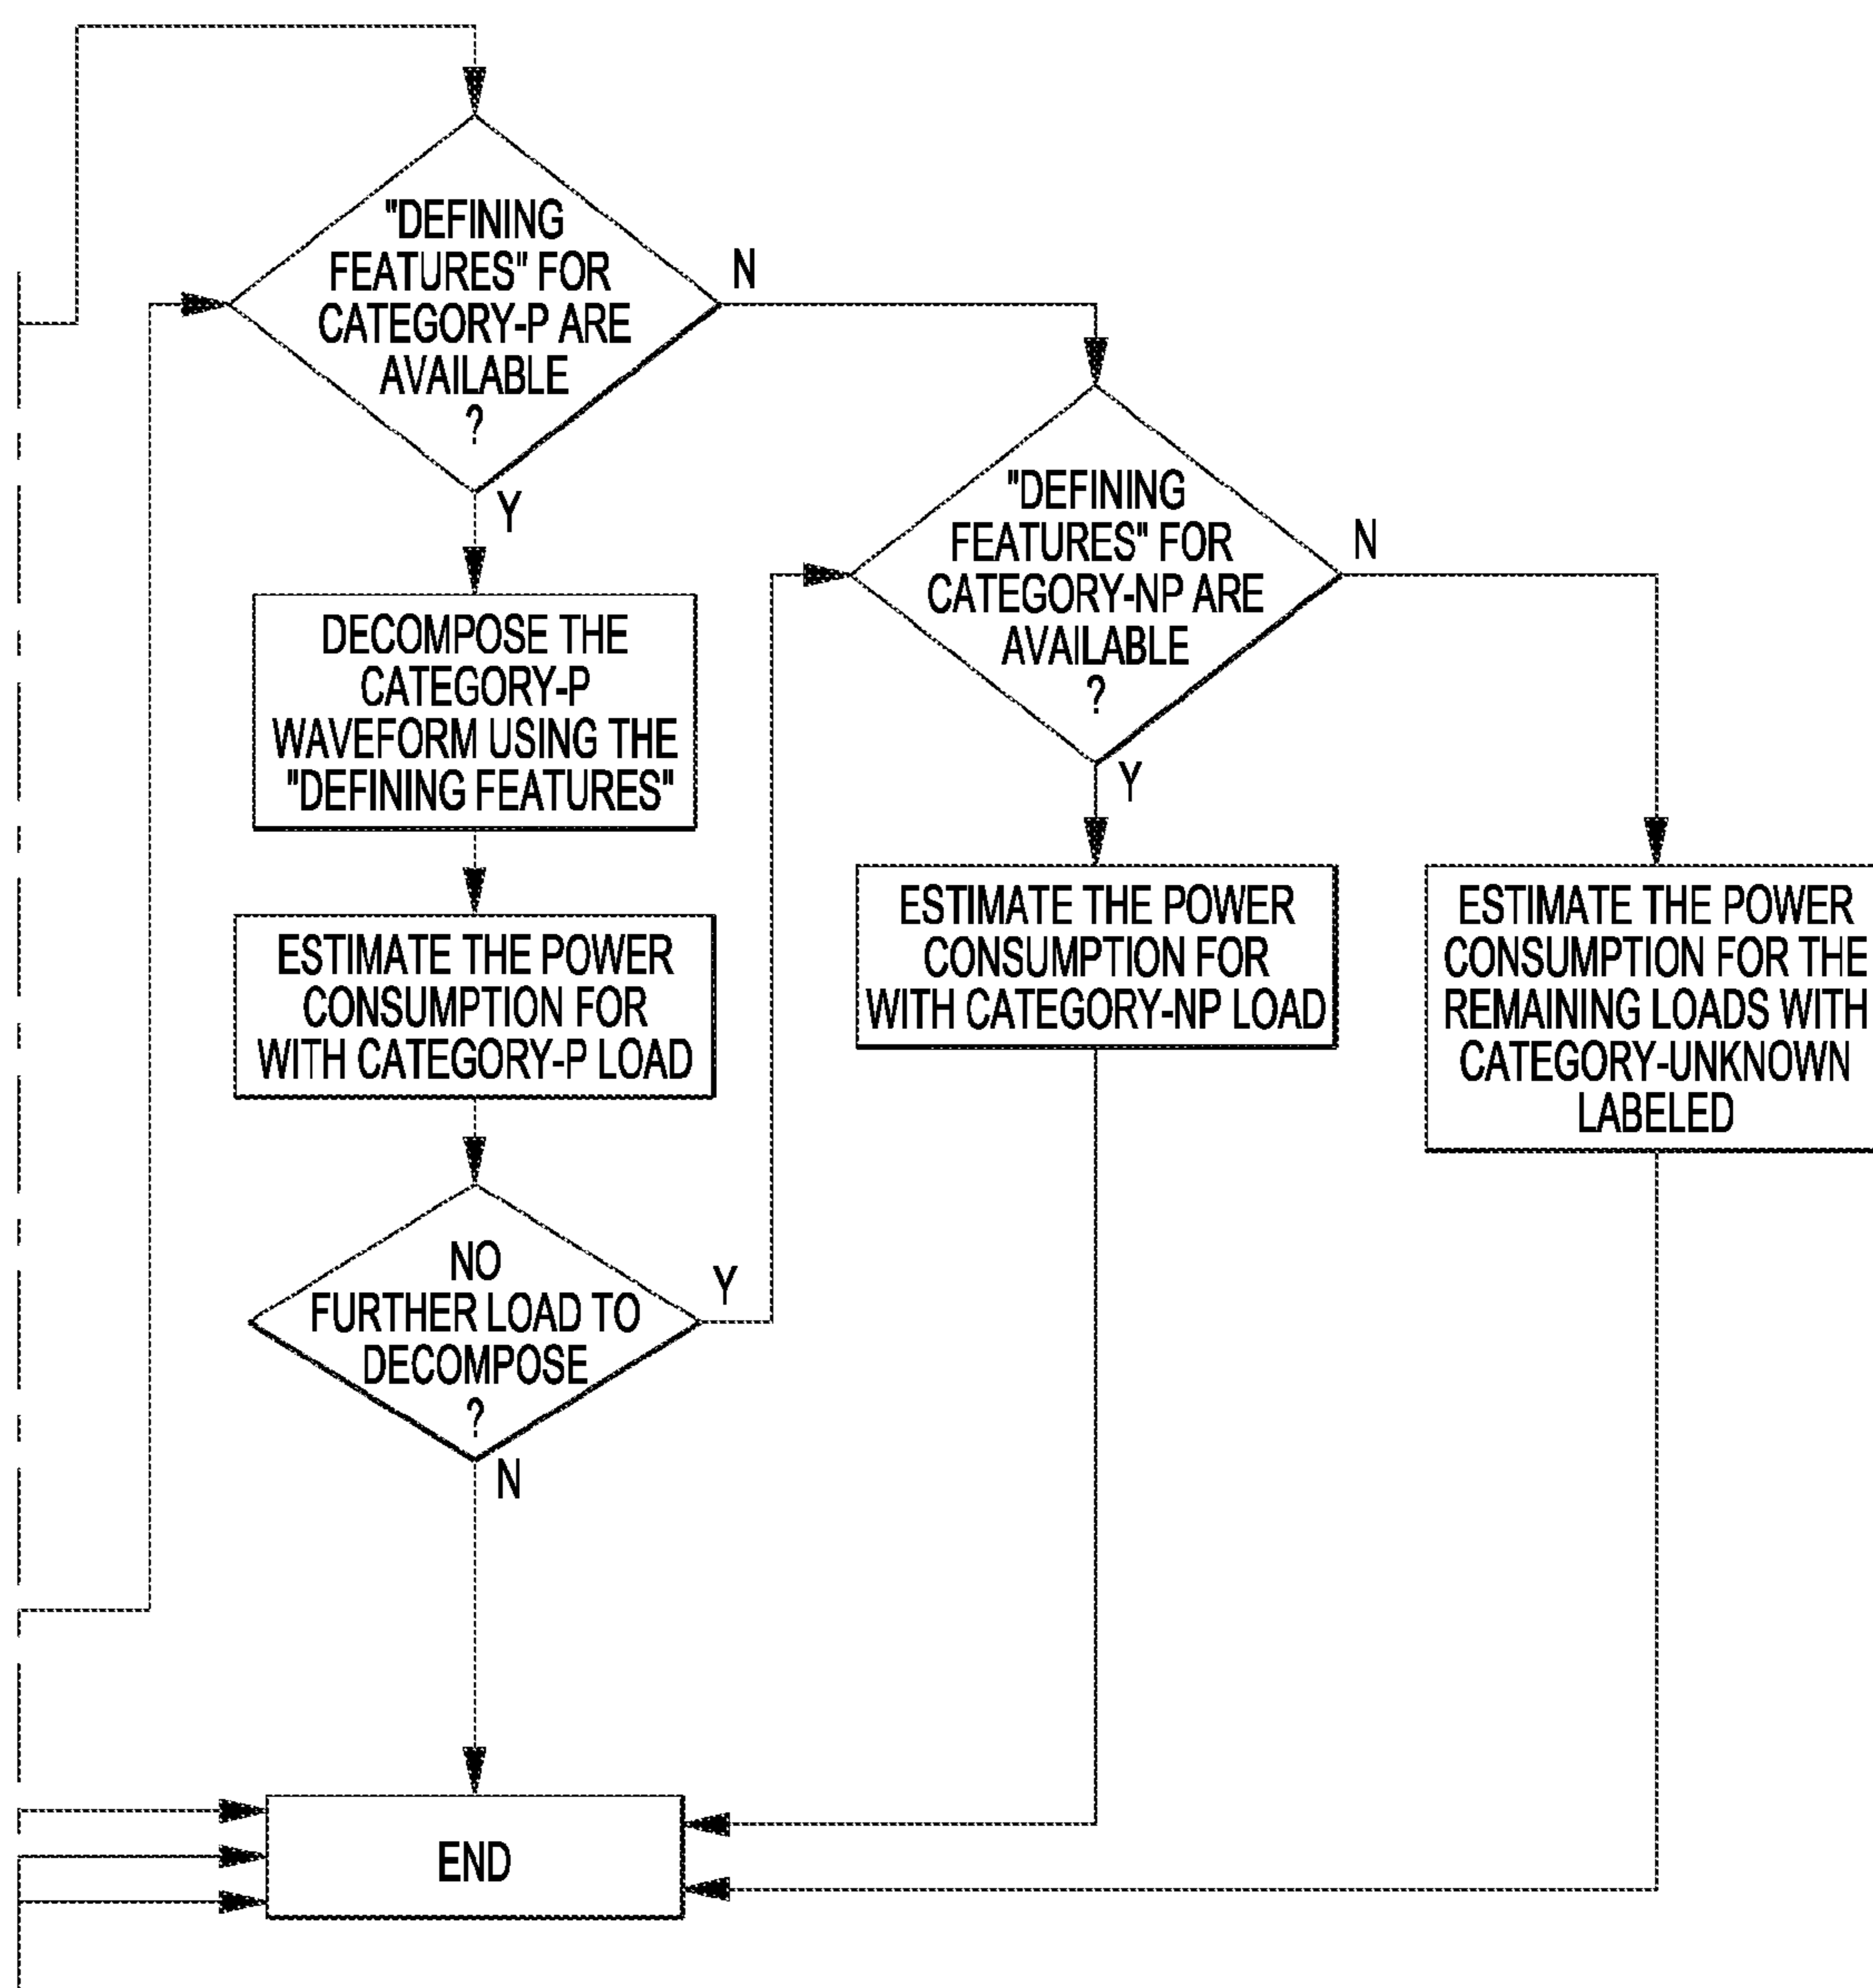 "DEFINING
FEATURES" FOR
CATEGORY-P ARE
AVAILABLE
?
N
Y
DECOMPOSE THE
CATEGORY-P
WAVEFORM USING THE
"DEFINING FEATURES"
ESTIMATE THE POWER
CONSUMPTION FOR
WITH CATEGORY-P LOAD
NO
FURTHER LOAD TO
DECOMPOSE
?
Y
N
"DEFINING
FEATURES" FOR
CATEGORY-NP ARE
AVAILABLE
?
N
Y
ESTIMATE THE POWER
CONSUMPTION FOR
WITH CATEGORY-NP LOAD
ESTIMATE THE POWER
CONSUMPTION FOR THE
REMAINING LOADS WITH
CATEGORY-UNKNOWN
LABELED
END